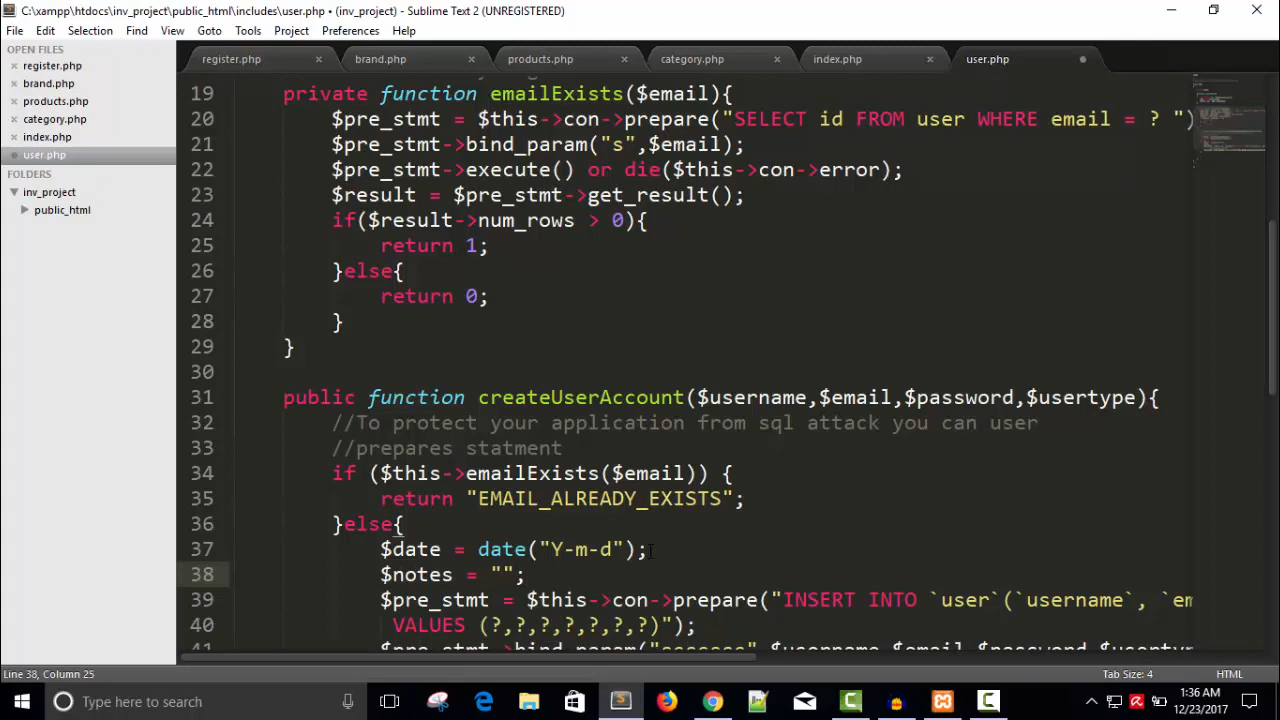 C:\xampp\htdocs\inv_project\public_html\includes\user.php • (inv_project) - Sublime Text 2 (UNREGISTERED)
File Edit Selection Find View Goto Tools Project Preferences Help
OPEN FILES
register.php
brand.php
products.php
category.php
index.php
user.php
FOLDERS
inv_project
public_html
register.php brand.php products.php category.php index.php user.php
19 private function emailExists($email){
20 $pre_stmt = $this->con->prepare("SELECT id FROM user WHERE email = ? ")
21 $pre_stmt->bind_param("s",$email);
22 $pre_stmt->execute() or die($this->con->error);
23 $result = $pre_stmt->get_result();
24 if($result->num_rows > 0){
25 return 1;
26 }else{
27 return 0;
28 }
29 }
30
31 public function createUserAccount($username,$email,$password,$usertype){
32 //To protect your application from sql attack you can user
33 //prepares statment
34 if ($this->emailExists($email)) {
35 return "EMAIL_ALREADY_EXISTS";
36 }else{
37 $date = date("Y-m-d");
38 $notes = "";
39 $pre_stmt = $this->con->prepare("INSERT INTO `user`(`username`, `em
40 VALUES (?,?,?,?,?,?,?)");
41 $pre_stmt->bind_param("sssssss",$username,$email,$password,$usertyp
Line 38, Column 25 Tab Size: 4 HTML
Type here to search
1:36 AM
12/23/2017